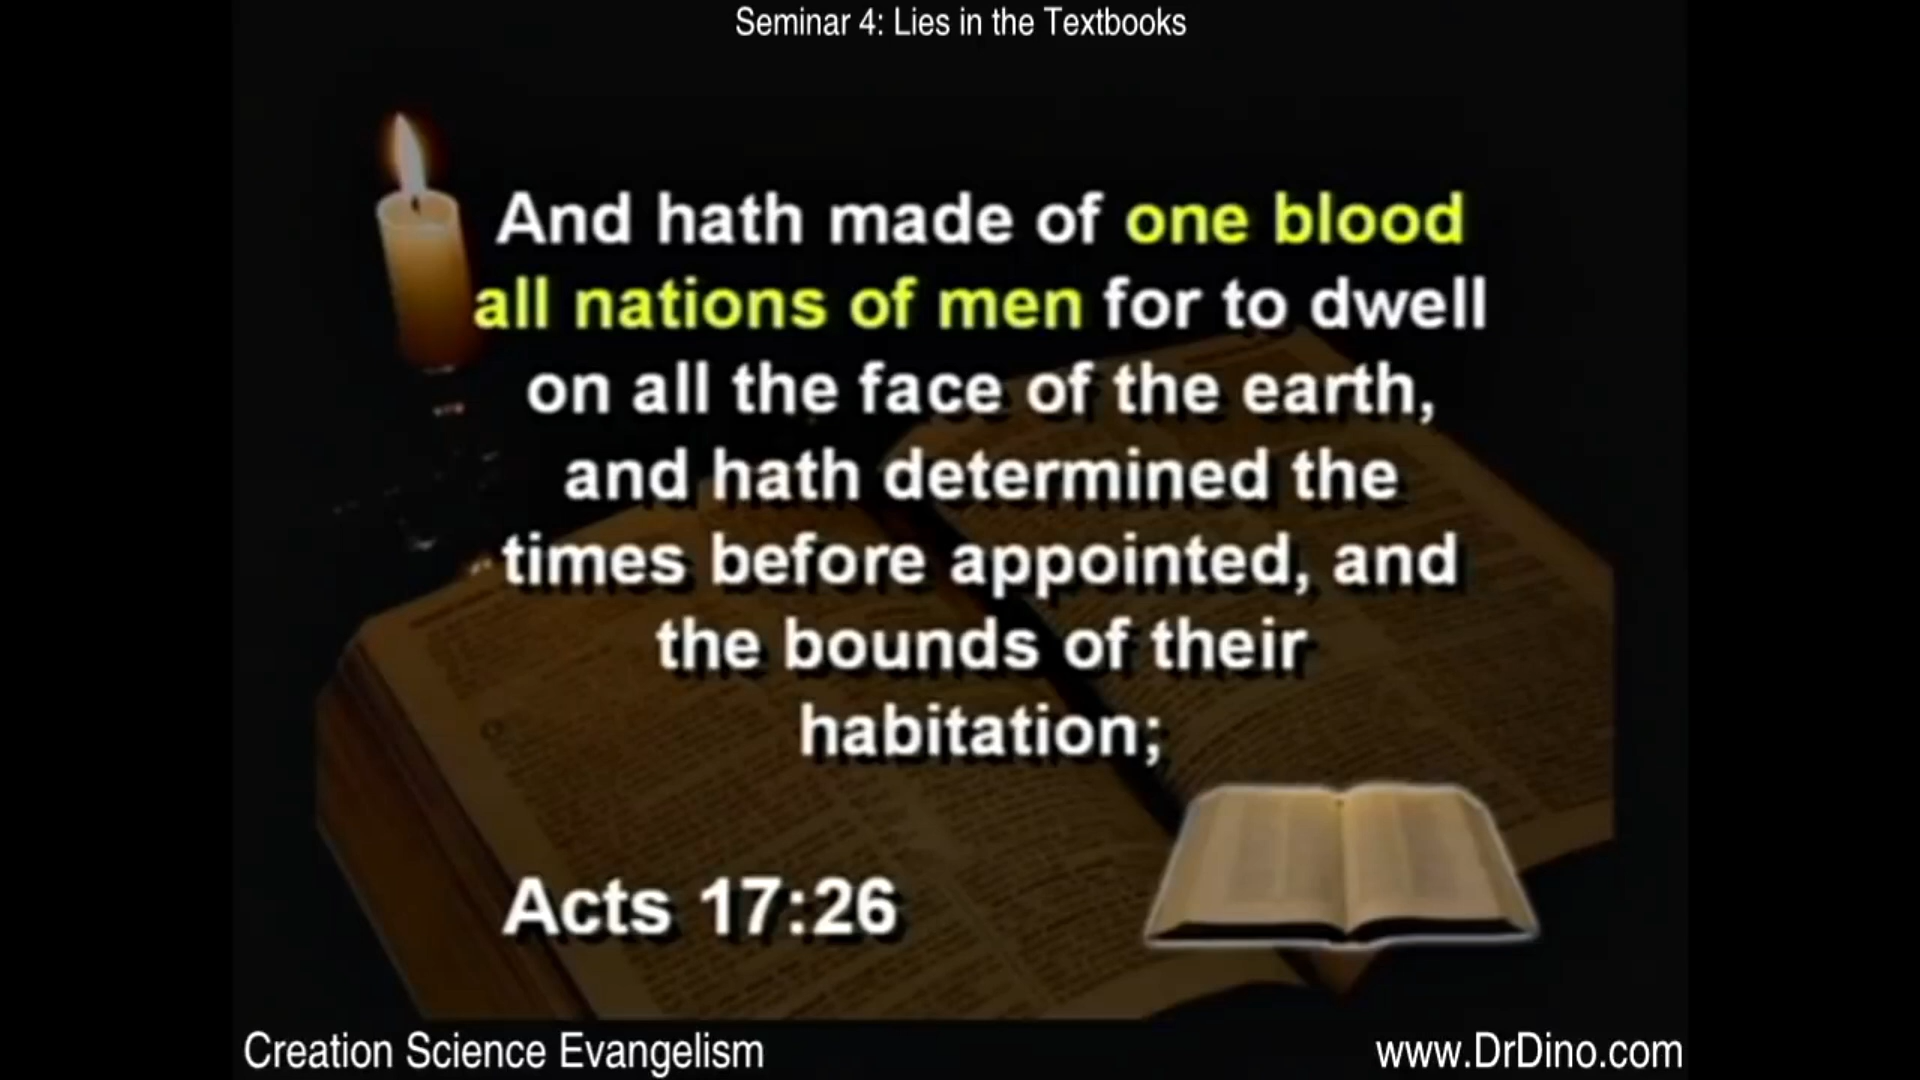 Seminar 4: Lies in the Textbooks
And hath made of one blood
all nations of men for to dwell
on all the face of the earth,
and hath determined the
times before appointed, and
the bounds of their
habitation;
Acts 17:26
Creation Science Evangelism
www.DrDino.com